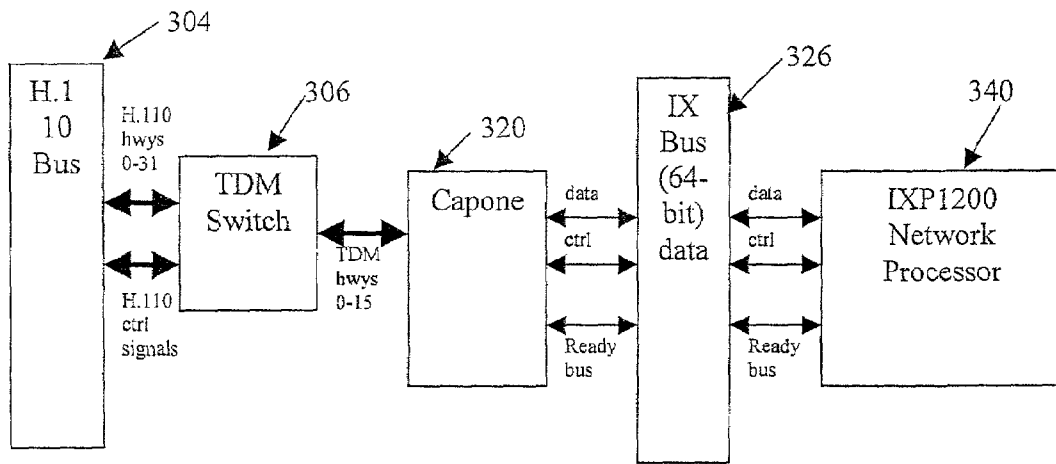 304
H.1
10
Bus
H.110
hwys
0-31
H.110
ctrl
signals
306
TDM
Switch
TDM
hwys
0-15
320
Capone
data
ctrl
Ready
bus
326
IX
Bus
(64-
bit)
data
data
ctrl
Ready
bus
340
IXP1200
Network
Processor